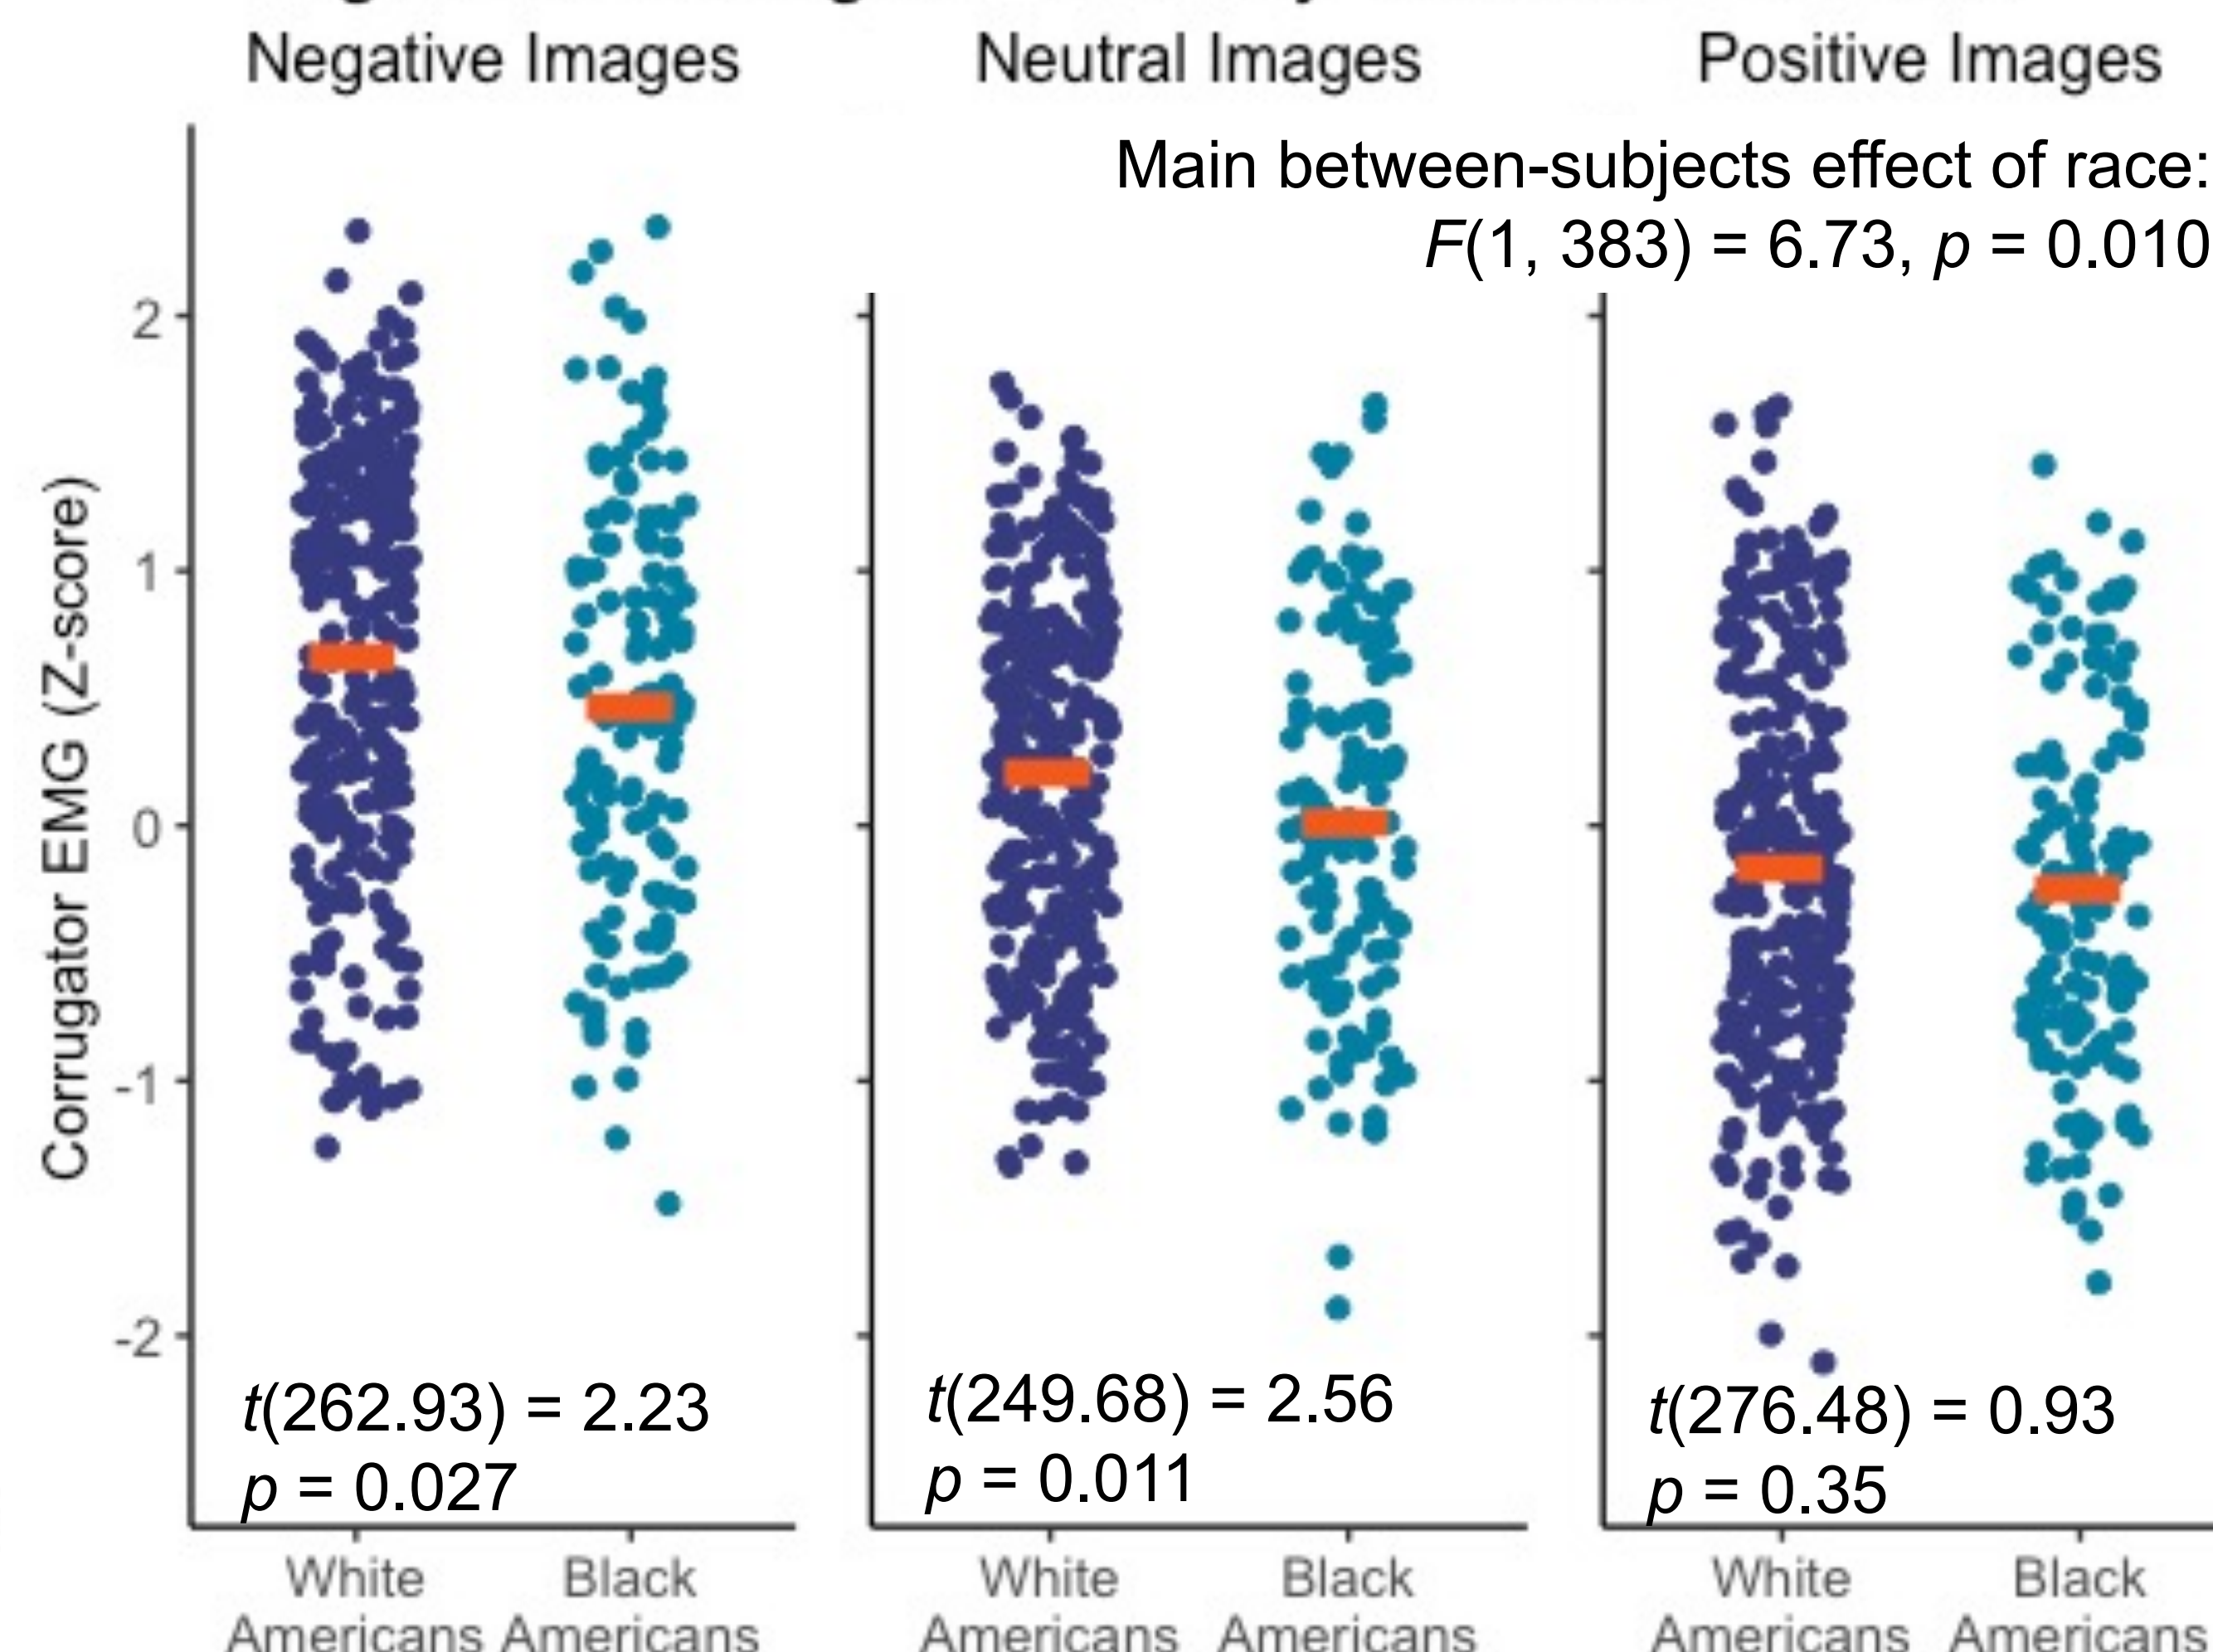 Negative Images
Neutral Images
Positive Images
Main between-subjects effect of race:
F(1, 383) = 6.73, p = 0.010
Corrugator EMG (Z-score)
2
1
0
-1
-2
t(262.93) = 2.23
p = 0.027
t(249.68) = 2.56
p = 0.011
t(276.48) = 0.93
p = 0.35
White
Americans
Black
Americans
White
Americans
Black
Americans
White
Americans
Black
Americans